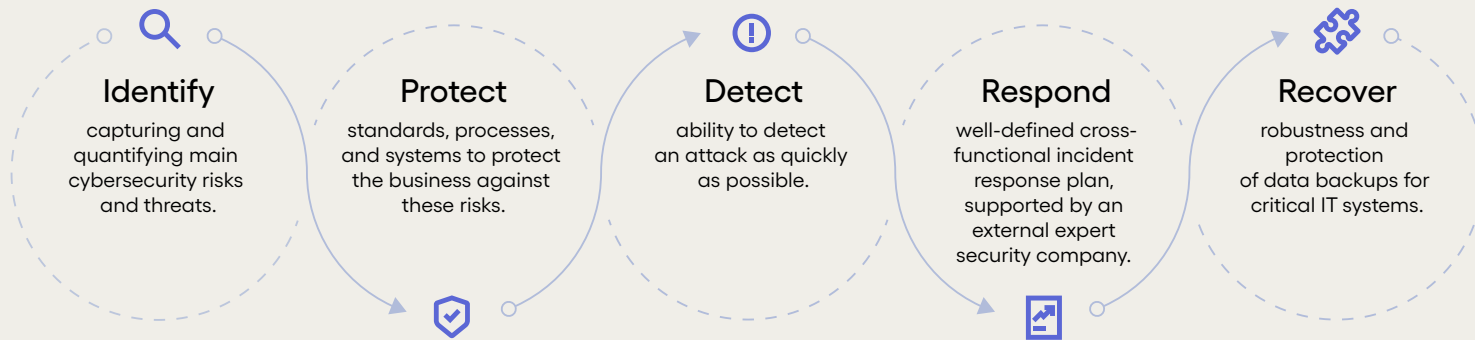 Identify
capturing and
quantifying main
cybersecurity risks
and threats.
Protect
standards, processes,
and systems to protect
the business against
these risks.
Detect
ability to detect
an attack as quickly
as possible.
Respond
well-defined cross-
functional incident
response plan,
supported by an
external expert
security company.
Recover
robustness and
protection
of data backups for
critical IT systems.